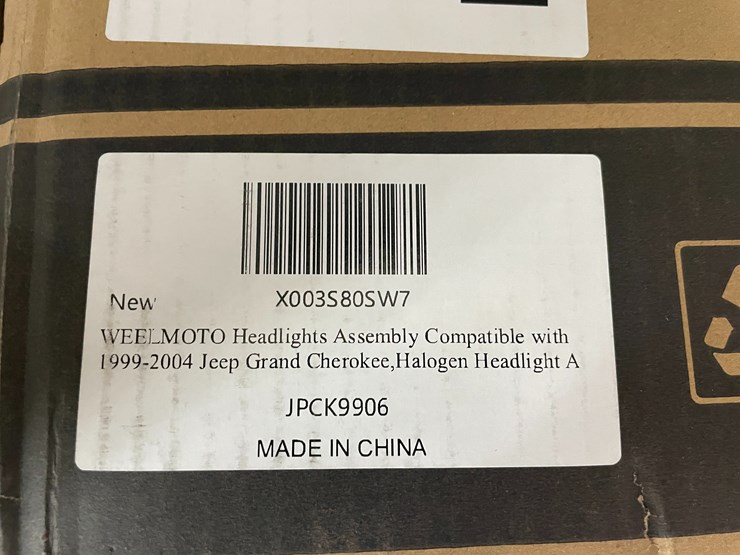 X003S80SW7
New
WEELMOTO Headlights Assembly Compatible with
1999-2004 Jeep Grand Cherokee,Halogen Headlight A
JPCK9906
MADE IN CHINA